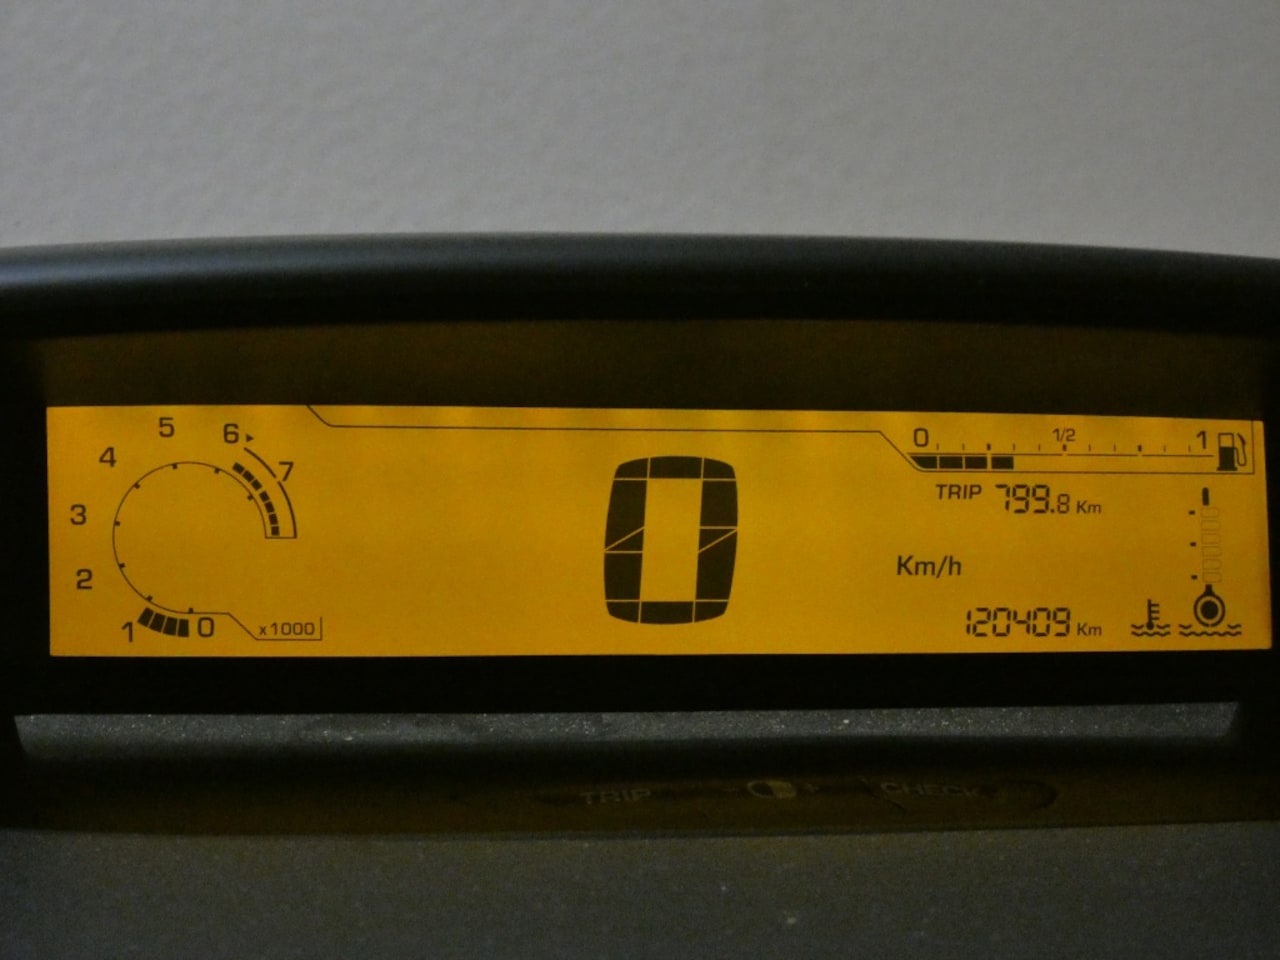 5 6 7
4
3
2
1 0 x1000
0
0 1/2 1
TRIP 799.8 Km
Km/h
120409 Km
TRIP CHECK